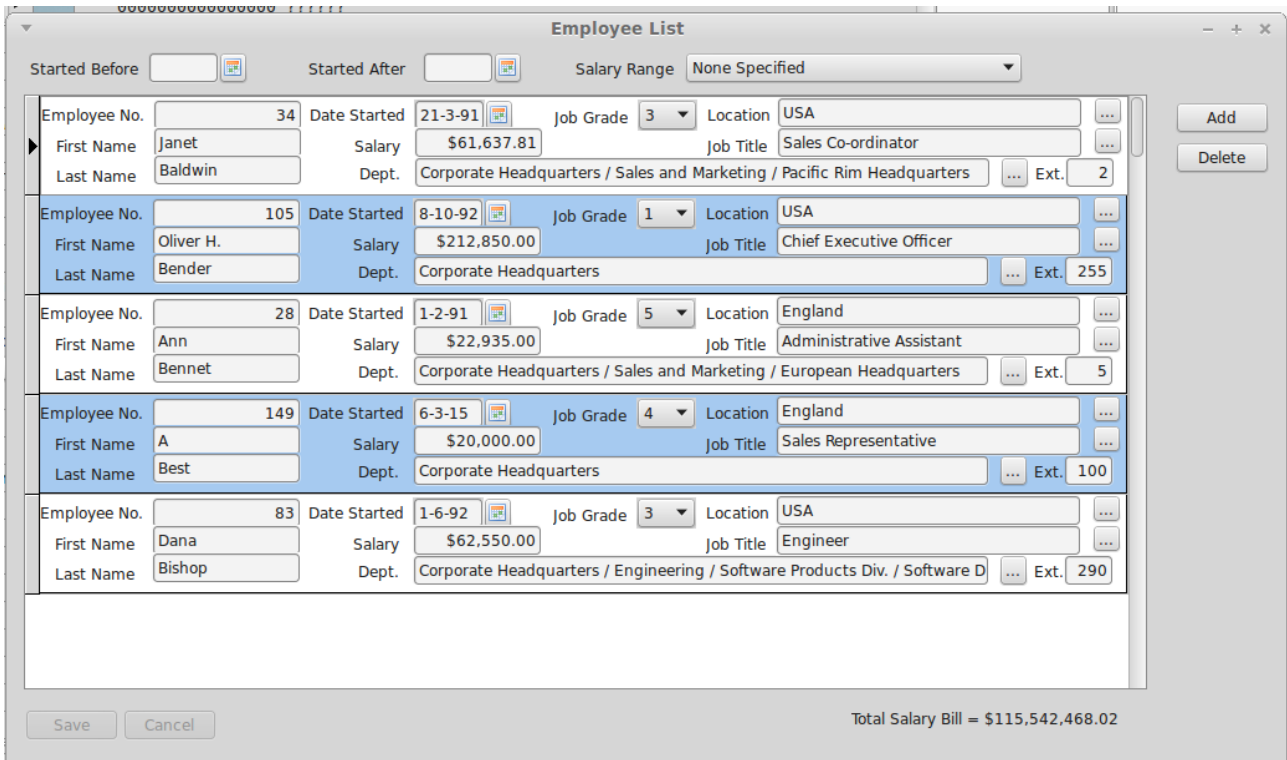 Employee List
Started Before Started After Salary Range None Specified
Employee No. 34 Date Started 21-3-91 Job Grade 3 Location USA ...
First Name Janet Salary $61,637.81 Job Title Sales Co-ordinator ...
Last Name Baldwin Dept. Corporate Headquarters / Sales and Marketing / Pacific Rim Headquarters ... Ext. 2
Employee No. 105 Date Started 8-10-92 Job Grade 1 Location USA ...
First Name Oliver H. Salary $212,850.00 Job Title Chief Executive Officer ...
Last Name Bender Dept. Corporate Headquarters ... Ext. 255
Employee No. 28 Date Started 1-2-91 Job Grade 5 Location England ...
First Name Ann Salary $22,935.00 Job Title Administrative Assistant ...
Last Name Bennet Dept. Corporate Headquarters / Sales and Marketing / European Headquarters ... Ext. 5
Employee No. 149 Date Started 6-3-15 Job Grade 4 Location England ...
First Name A Salary $20,000.00 Job Title Sales Representative ...
Last Name Best Dept. Corporate Headquarters ... Ext. 100
Employee No. 83 Date Started 1-6-92 Job Grade 3 Location USA ...
First Name Dana Salary $62,550.00 Job Title Engineer ...
Last Name Bishop Dept. Corporate Headquarters / Engineering / Software Products Div. / Software D ... Ext. 290
Add
Delete
Save Cancel Total Salary Bill = $115,542,468.02